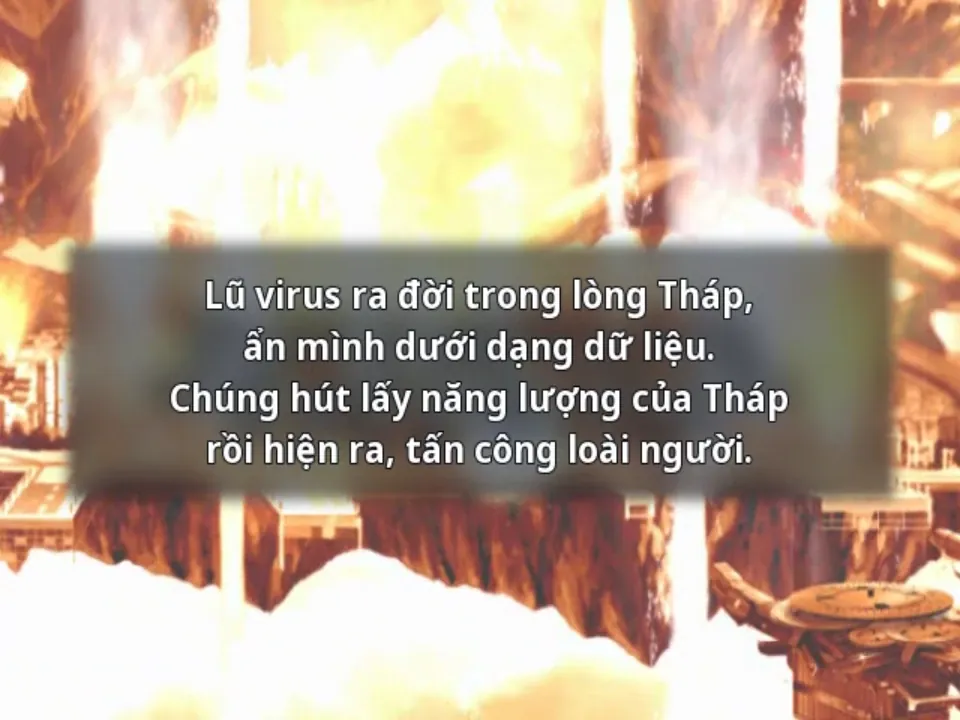 Lũ virus ra đời trong lòng Tháp,
ẩn mình dưới dạng dữ liệu.
Chúng hút lấy năng lượng của Tháp
rồi hiện ra, tấn công loài người.